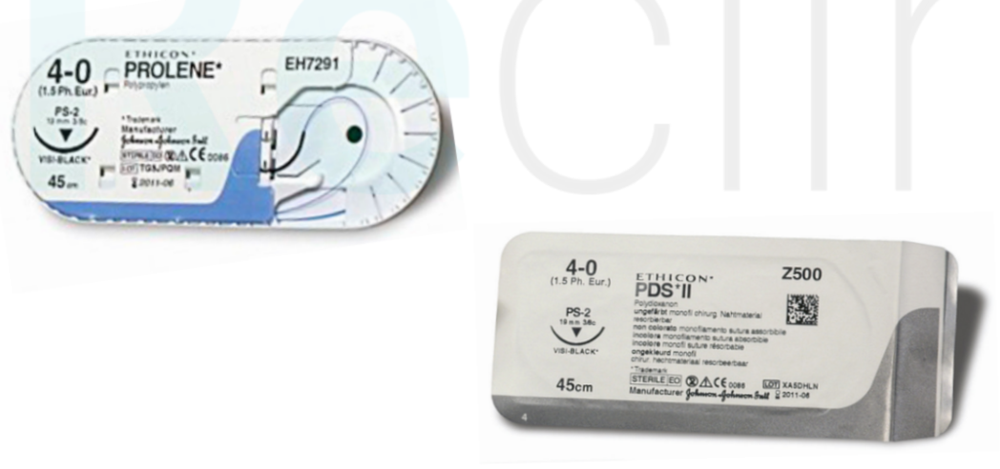 ETHICON*
4-0
PROLENE*
EH7291
(1.5 Ph. Eur.)
Polypropylen
PS-2
19 mm 3/8c
* Trademark
Manufacturer
Johnson & Johnson Intl
VISI-BLACK*
STERILE EO CE 0086
LOT TG8JPQM
45 cm
2011-06
4-0
(1.5 Ph. Eur.)
ETHICON*
PDS*II
Z500
Polydioxanon
ungefärbt monofil chirurg. Nahtmaterial
resorbierbar
non colorato monofilamento sutura assorbibile
incolora monofilamento sutura absorbible
incolore monofil suture résorbable
ongekleurd monofil
chirur. hechtmateriaal resorbeerbaar
PS-2
19 mm 3/8c
VISI-BLACK*
* Trademark
STERILE EO CE 0086
LOT XA5DHLN
45cm
Manufacturer Johnson & Johnson Intl
2011-06
4